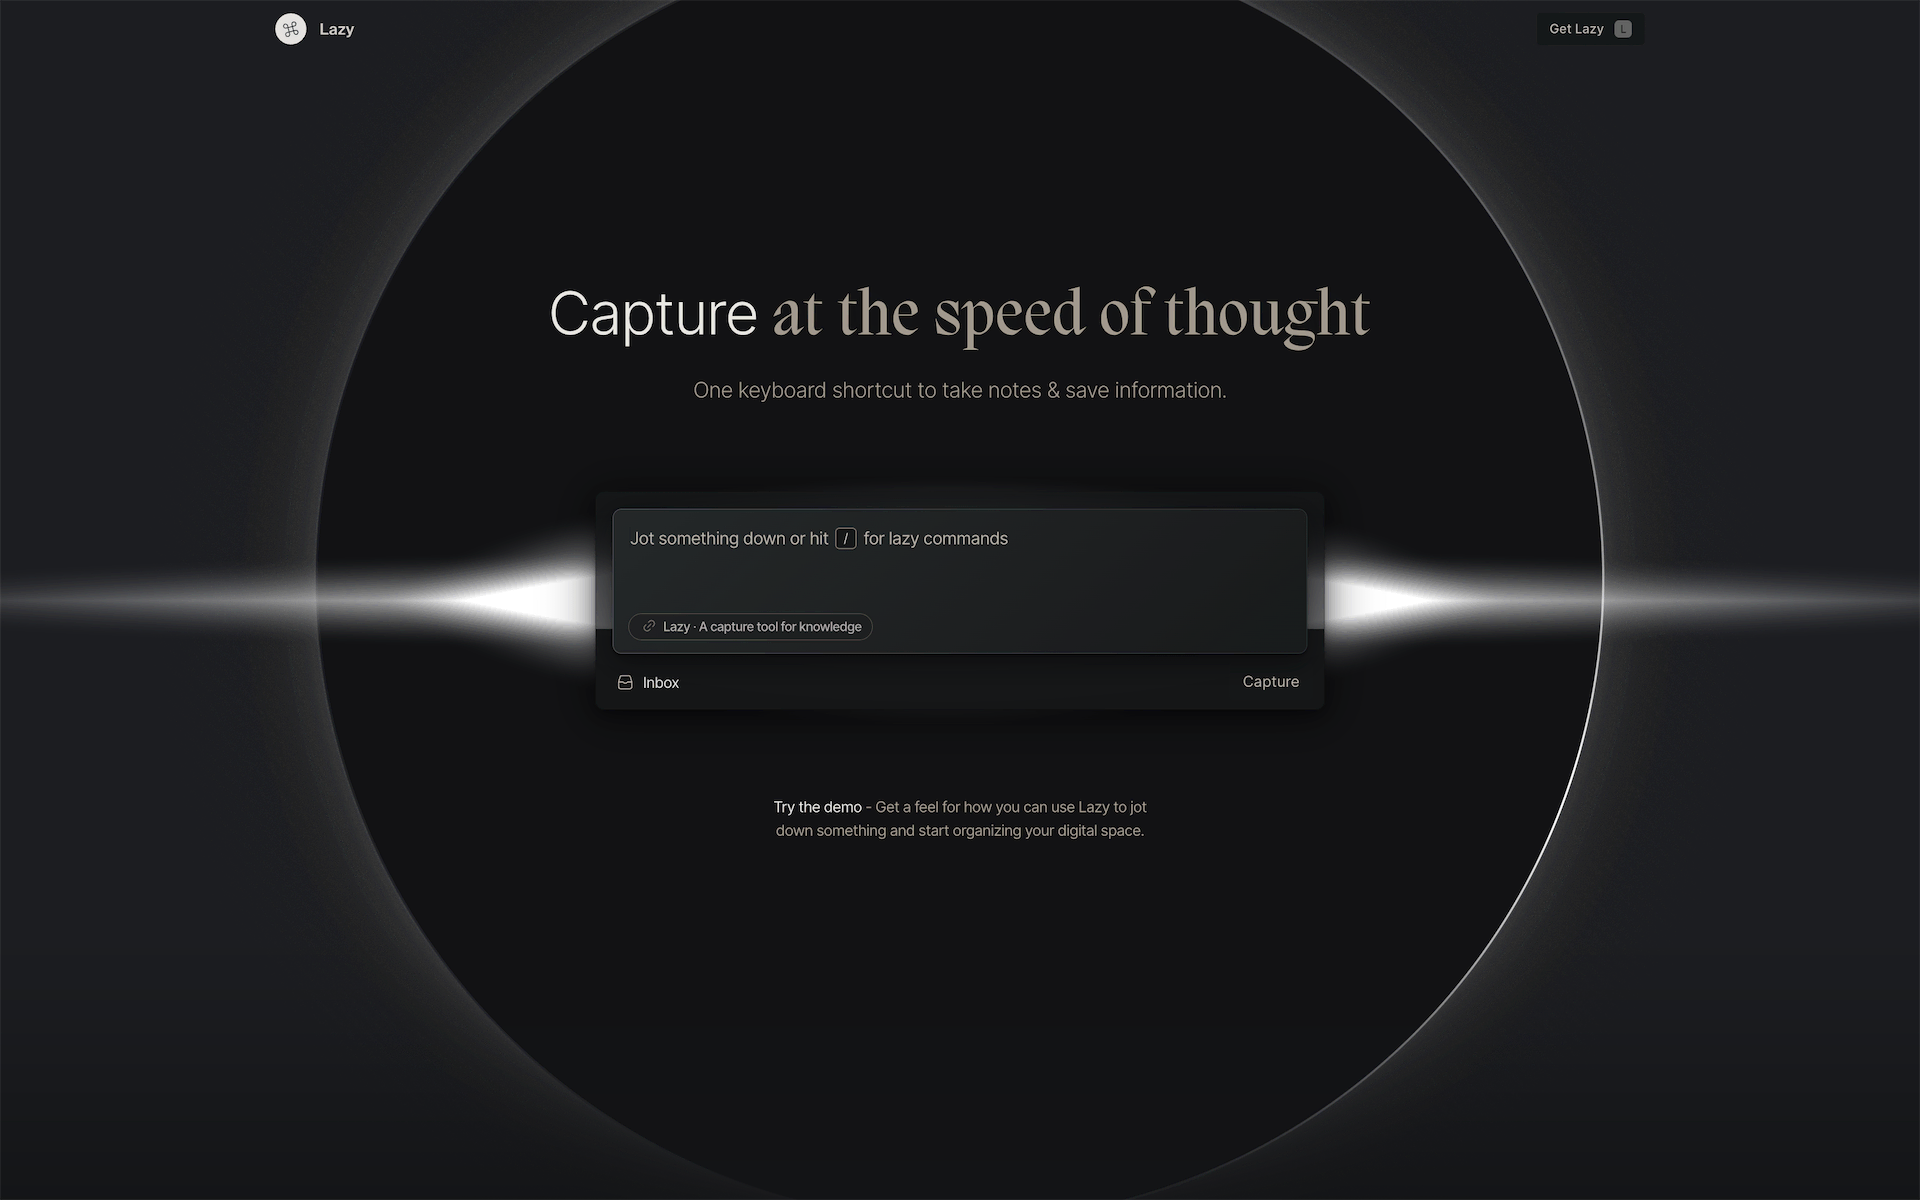 Lazy
Get Lazy L
Capture at the speed of thought
One keyboard shortcut to take notes & save information.
Jot something down or hit / for lazy commands
Lazy · A capture tool for knowledge
Inbox
Capture
Try the demo - Get a feel for how you can use Lazy to jot
down something and start organizing your digital space.